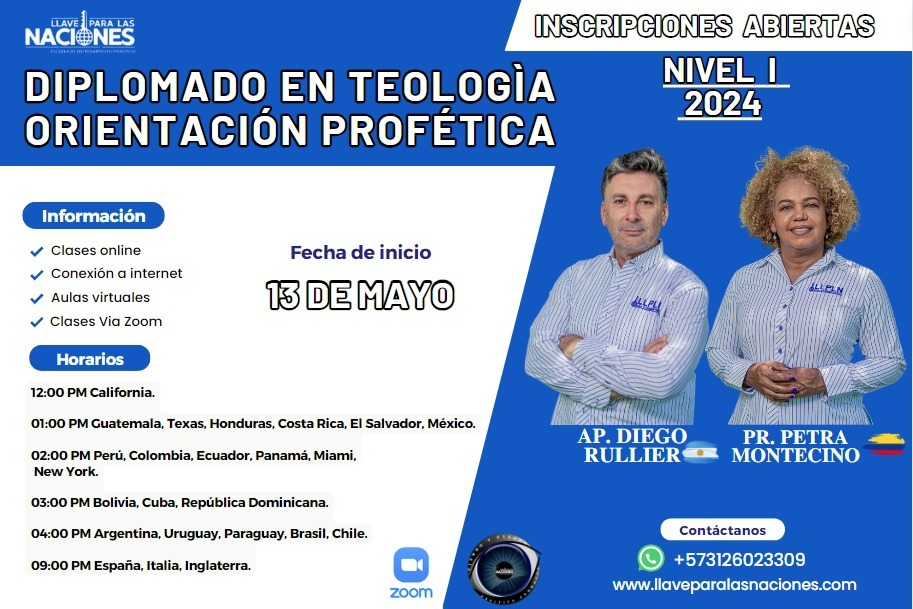 LLAVE PARA LAS
NACIONES
INSCRIPCIONES ABIERTAS
DIPLOMADO EN TEOLOGÌA
ORIENTACIÓN PROFÉTICA
NIVEL I
2024
Información
Clases online
Conexión a internet
Aulas virtuales
Clases Via Zoom
Fecha de inicio
13 DE MAYO
Horarios
12:00 PM California.
01:00 PM Guatemala, Texas, Honduras, Costa Rica, El Salvador, México.
02:00 PM Perú, Colombia, Ecuador, Panamá, Miami,
New York.
03:00 PM Bolivia, Cuba, República Dominicana.
04:00 PM Argentina, Uruguay, Paraguay, Brasil, Chile.
09:00 PM España, Italia, Inglaterra.
zoom
LLPLN
LLPLN
AP. DIEGO
RULLIER
PR. PETRA
MONTECINO
Contáctanos
+573126023309
www.llaveparalasnaciones.com